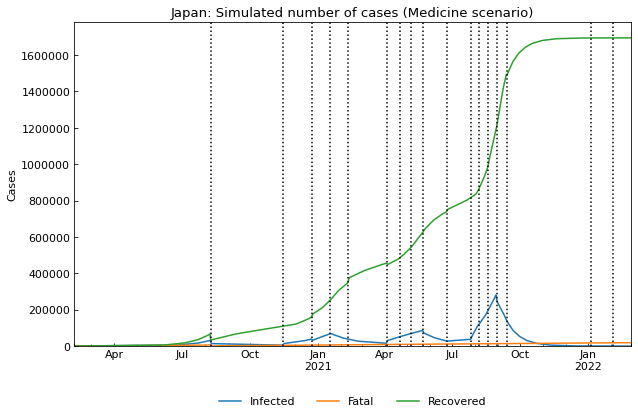 Japan: Simulated number of cases (Medicine scenario)
1600000
1400000
1200000
1000000
800000
600000
400000
200000
0
Cases
Apr Jul Oct Jan Apr Jul Oct Jan
2021 2022
Infected Fatal Recovered